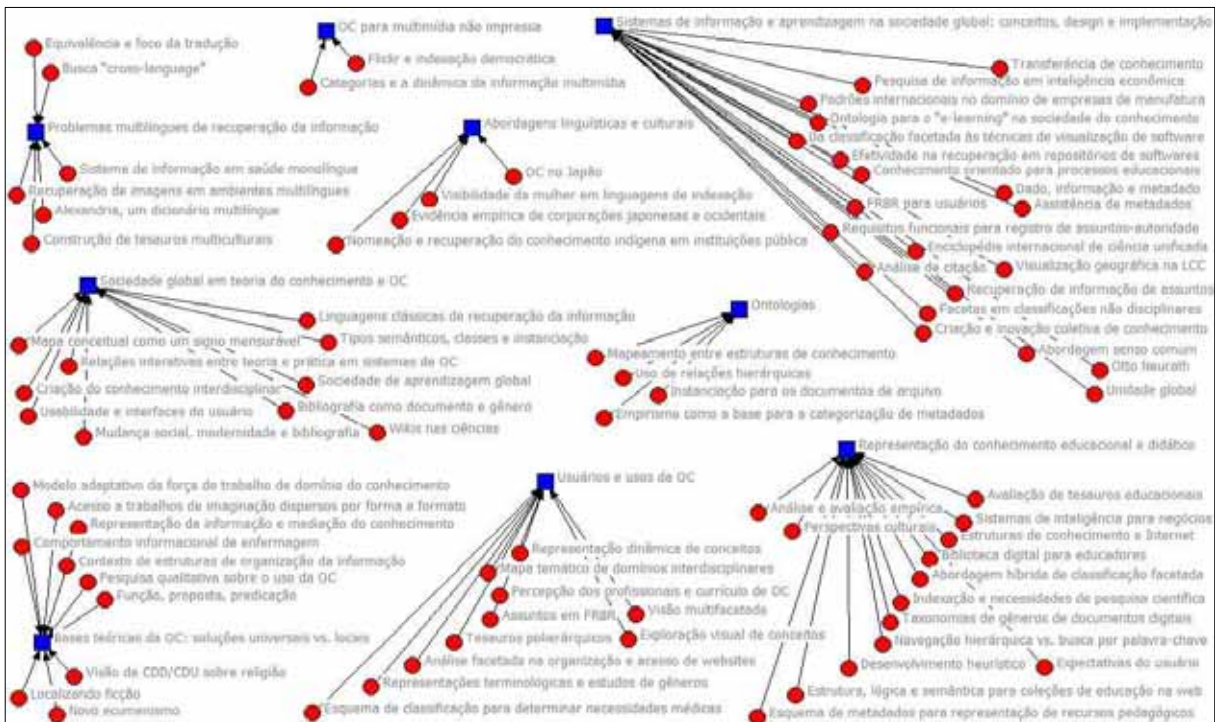 Equivalência e foco da tradução
Busca "cross-language"
Problemas multilíngues de recuperação da informação
Sistema de informação em saúde monolíngue
Recuperação de imagens em ambientes multilíngues
Alexandria, um dicionário multilíngue
Construção de tesauros multiculturais
OC para multimídia não impressa
Flickr e indexação democrática
Categorias e a dinâmica da informação multimídia
Abordagens linguísticas e culturais
OC no Japão
Visibilidade da mulher em linguagens de indexação
Evidência empírica de corporações japonesas e ocidentais
Nomeação e recuperação do conhecimento indígena em instituições pública
Sistemas de informação e aprendizagem na sociedade global: conceitos, design e implementação
Transferência de conhecimento
Pesquisa de informação em inteligência econômica
Padrões internacionais no domínio de empresas de manufatura
Ontologia para o "e-learning" na sociedade do conhecimento
Da classificação facetada às técnicas de visualização de software
Efetividade na recuperação em repositórios de softwares
Conhecimento orientado para processos educacionais
Dado, informação e metadado
FRBR para usuários
Assistência de metadados
Requisitos funcionais para registro de assuntos-autoridade
Enciclopédia internacional de ciência unificada
Análise de citação
Visualização geográfica na LCC
Recuperação de informação de assuntos
Facetas em classificações não disciplinares
Criação e inovação coletiva de conhecimento
Abordagem senso comum
Otto Neurath
Unidade global
Sociedade global em teoria do conhecimento e OC
Linguagens clássicas de recuperação da informação
Mapa conceitual como um signo mensurável
Tipos semânticos, classes e instanciação
Relações interativas entre teoria e prática em sistemas de OC
Criação do conhecimento interdisciplinar
Sociedade de aprendizagem global
Usabilidade e interfaces do usuário
Bibliografia como documento e gênero
Mudança social, modernidade e bibliografia
Wikis nas ciências
Ontologias
Mapeamento entre estruturas de conhecimento
Uso de relações hierárquicas
Instanciação para os documentos de arquivo
Empirismo como a base para a categorização de metadados
Modelo adaptativo da força de trabalho de domínio do conhecimento
Acesso a trabalhos de imaginação dispersos por forma a formato
Representação da informação e mediação do conhecimento
Comportamento informacional de enfermagem
Contexto de estruturas de organização da informação
Pesquisa qualitativa sobre o uso da OC
Função, proposta, predicação
Bases teóricas da OC: soluções universais vs. locais
Visão de CDD/CDU sobre religião
Localizando ficção
Novo ecumenismo
Usuários e usos de OC
Representação dinâmica de conceitos
Mapa temático de domínios interdisciplinares
Percepção dos profissionais e currículo de OC
Assuntos em FRBR
Visão multifacetada
Tesauros polierárquicos
Exploração visual de conceitos
Análise facetada na organização e acesso de websites
Representações terminológicas e estudos de gêneros
Esquema de classificação para determinar necessidades médicas
Representação do conhecimento educacional e didático
Avaliação de tesauros educacionais
Análise e avaliação empírica
Sistemas de inteligência para negócios
Perspectivas culturais
Estruturas de conhecimento e Internet
Biblioteca digital para educadores
Abordagem híbrida de classificação facetada
Indexação e necessidades de pesquisa científica
Taxonomias de gêneros de documentos digitais
Navegação hierárquica vs. busca por palavra-chave
Desenvolvimento heurístico
Expectativas do usuário
Estrutura, lógica e semântica para coleções de educação na web
Esquema de metadados para representação de recursos pedagógicos